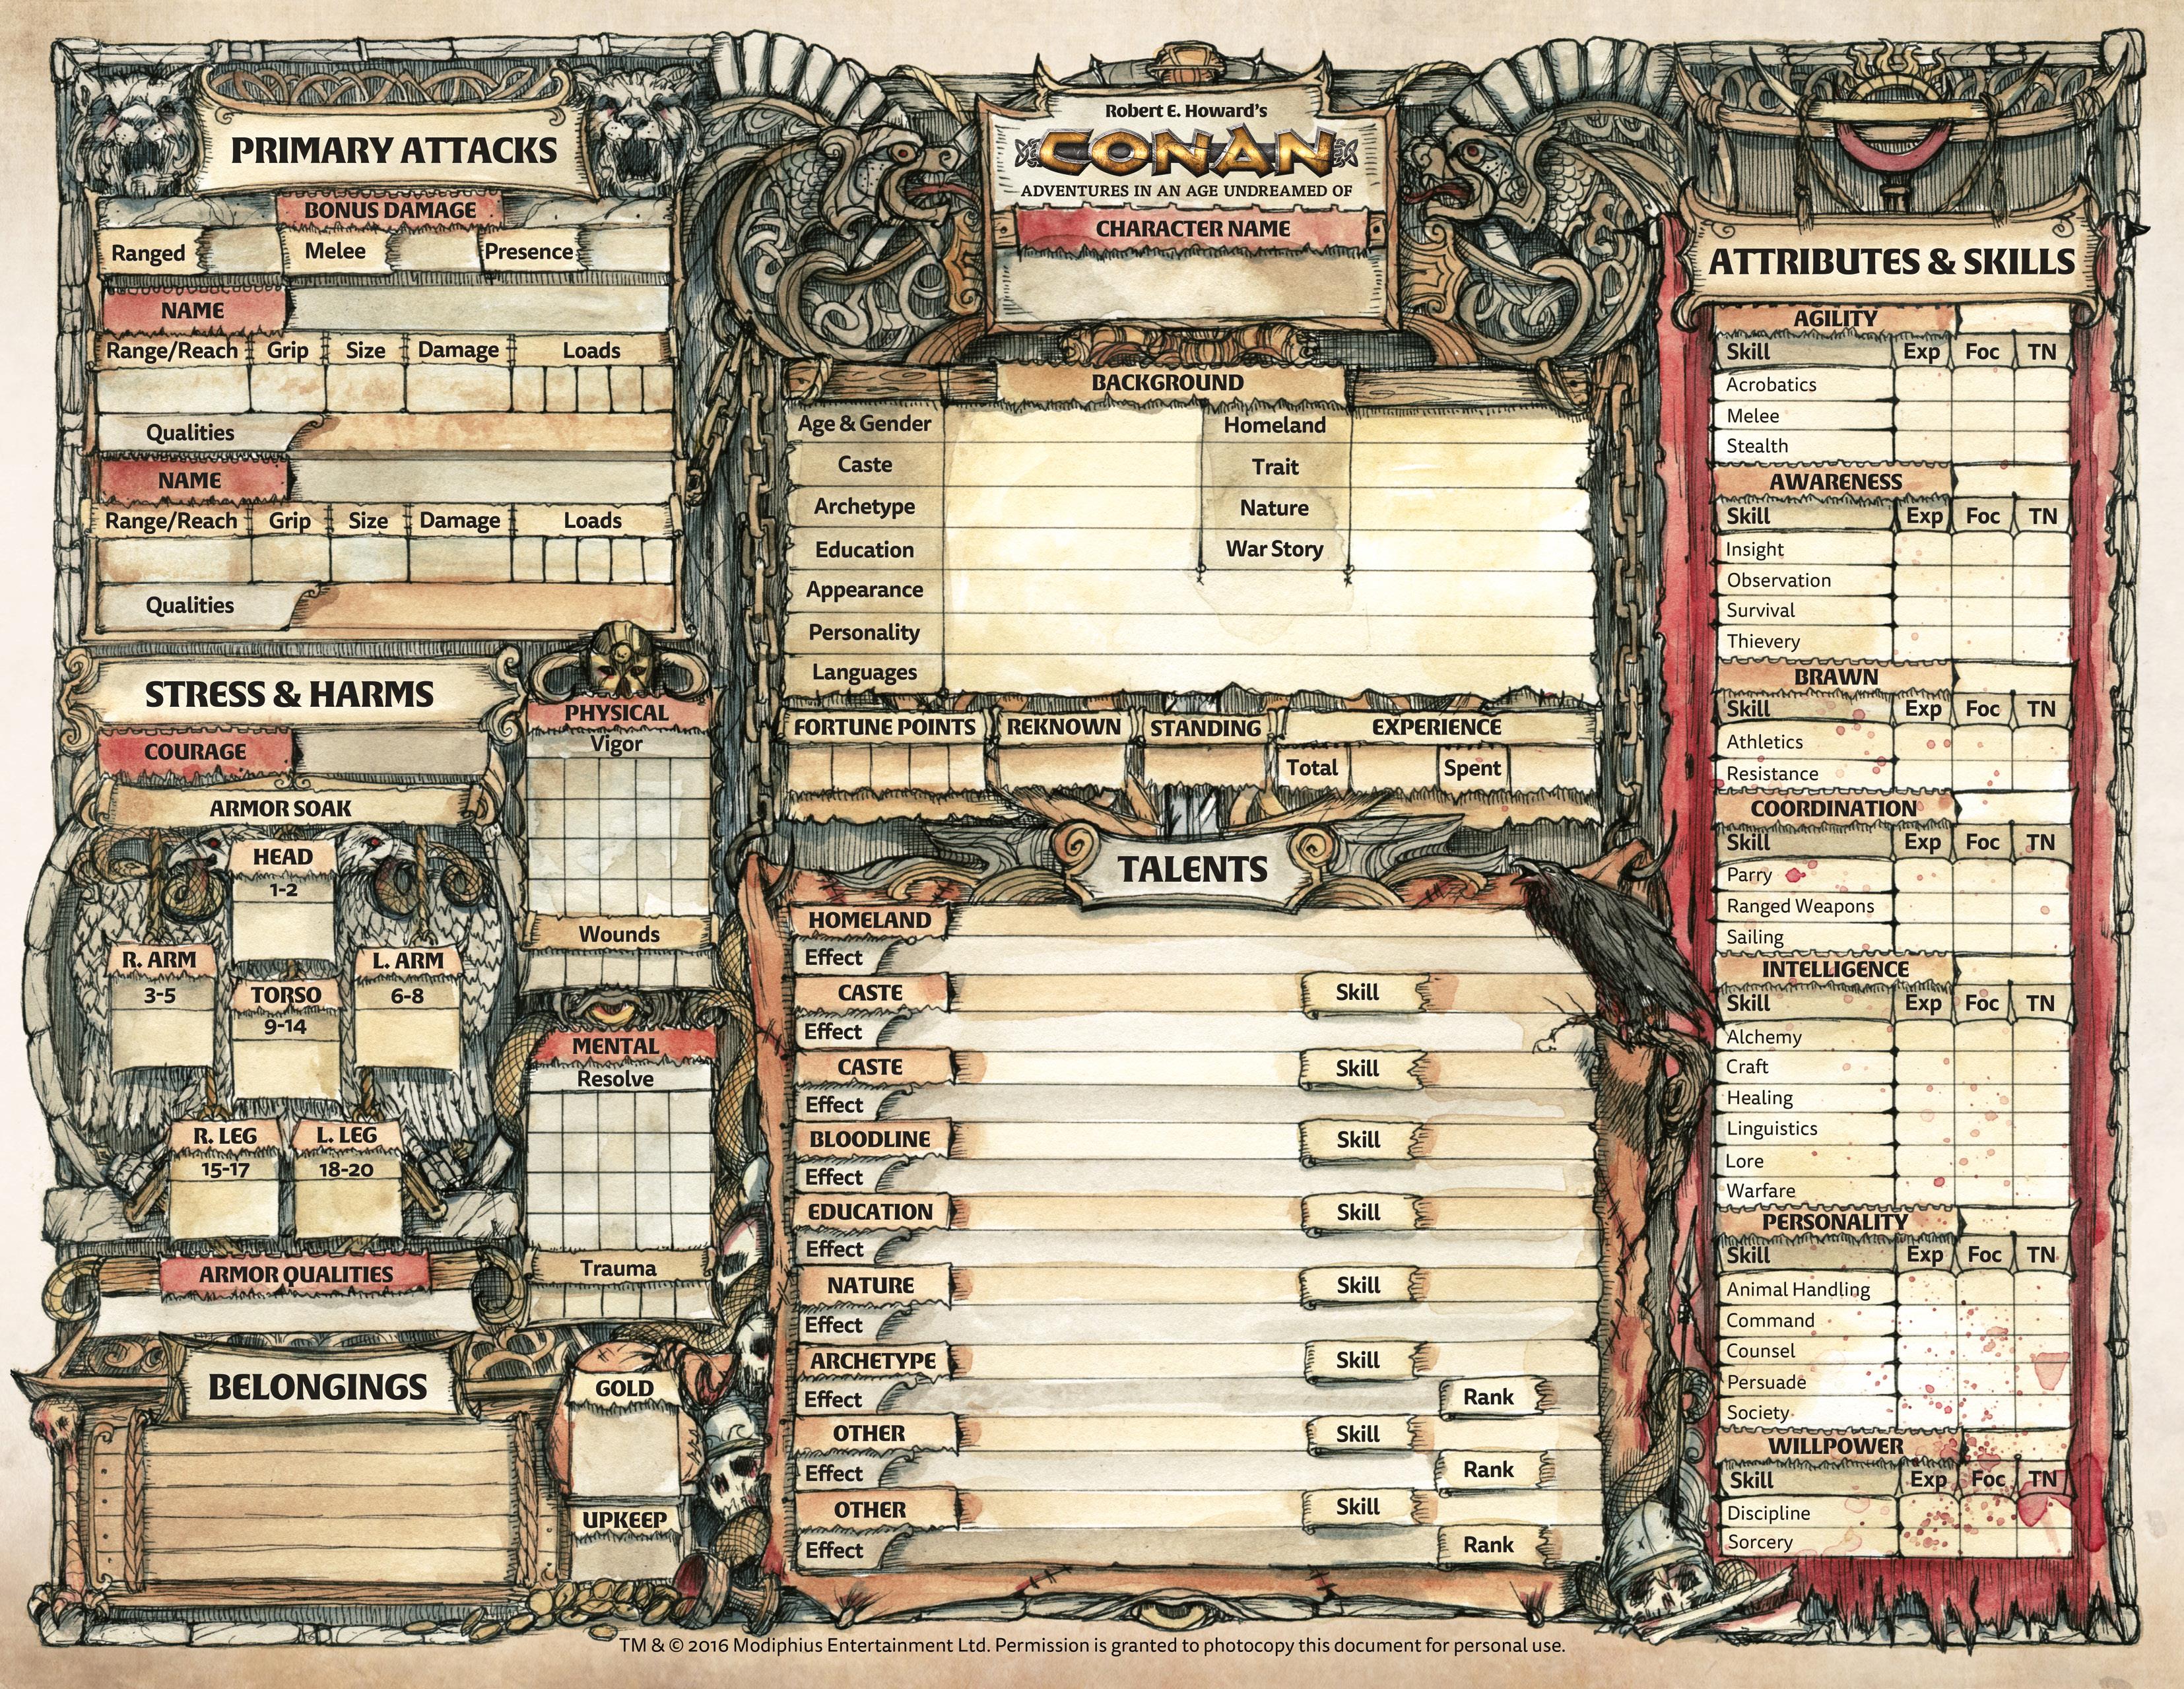 PRIMARY ATTACKS
BONUS DAMAGE
Ranged Melee Presence
NAME
Range/Reach Grip Size Damage Loads
Qualities
NAME
Range/Reach Grip Size Damage Loads
Qualities
STRESS & HARMS
COURAGE
ARMOR SOAK
HEAD
1-2
R. ARM
3-5
L. ARM
6-8
TORSO
9-14
R. LEG
15-17
L. LEG
18-20
ARMOR QUALITIES
PHYSICAL
Vigor
Wounds
MENTAL
Resolve
Trauma
BELONGINGS
GOLD
UPKEEP
Robert E. Howard's
CONAN
ADVENTURES IN AN AGE UNDREAMED OF
CHARACTER NAME
BACKGROUND
Age & Gender Homeland
Caste Trait
Archetype Nature
Education War Story
Appearance
Personality
Languages
FORTUNE POINTS REKNOWN STANDING EXPERIENCE
Total Spent
TALENTS
HOMELAND
Effect
CASTE Skill
Effect
CASTE Skill
Effect
BLOODLINE Skill
Effect
EDUCATION Skill
Effect
NATURE Skill
Effect
ARCHETYPE Skill
Effect Rank
OTHER Skill
Effect Rank
OTHER Skill
Effect Rank
ATTRIBUTES & SKILLS
AGILITY
Skill Exp Foc TN
Acrobatics
Melee
Stealth
AWARENESS
Skill Exp Foc TN
Insight
Observation
Survival
Thievery
BRAWN
Skill Exp Foc TN
Athletics
Resistance
COORDINATION
Skill Exp Foc TN
Parry
Ranged Weapons
Sailing
INTELLIGENCE
Skill Exp Foc TN
Alchemy
Craft
Healing
Linguistics
Lore
Warfare
PERSONALITY
Skill Exp Foc TN
Animal Handling
Command
Counsel
Persuade
Society
WILLPOWER
Skill Exp Foc TN
Discipline
Sorcery
TM & © 2016 Modiphius Entertainment Ltd. Permission is granted to photocopy this document for personal use.